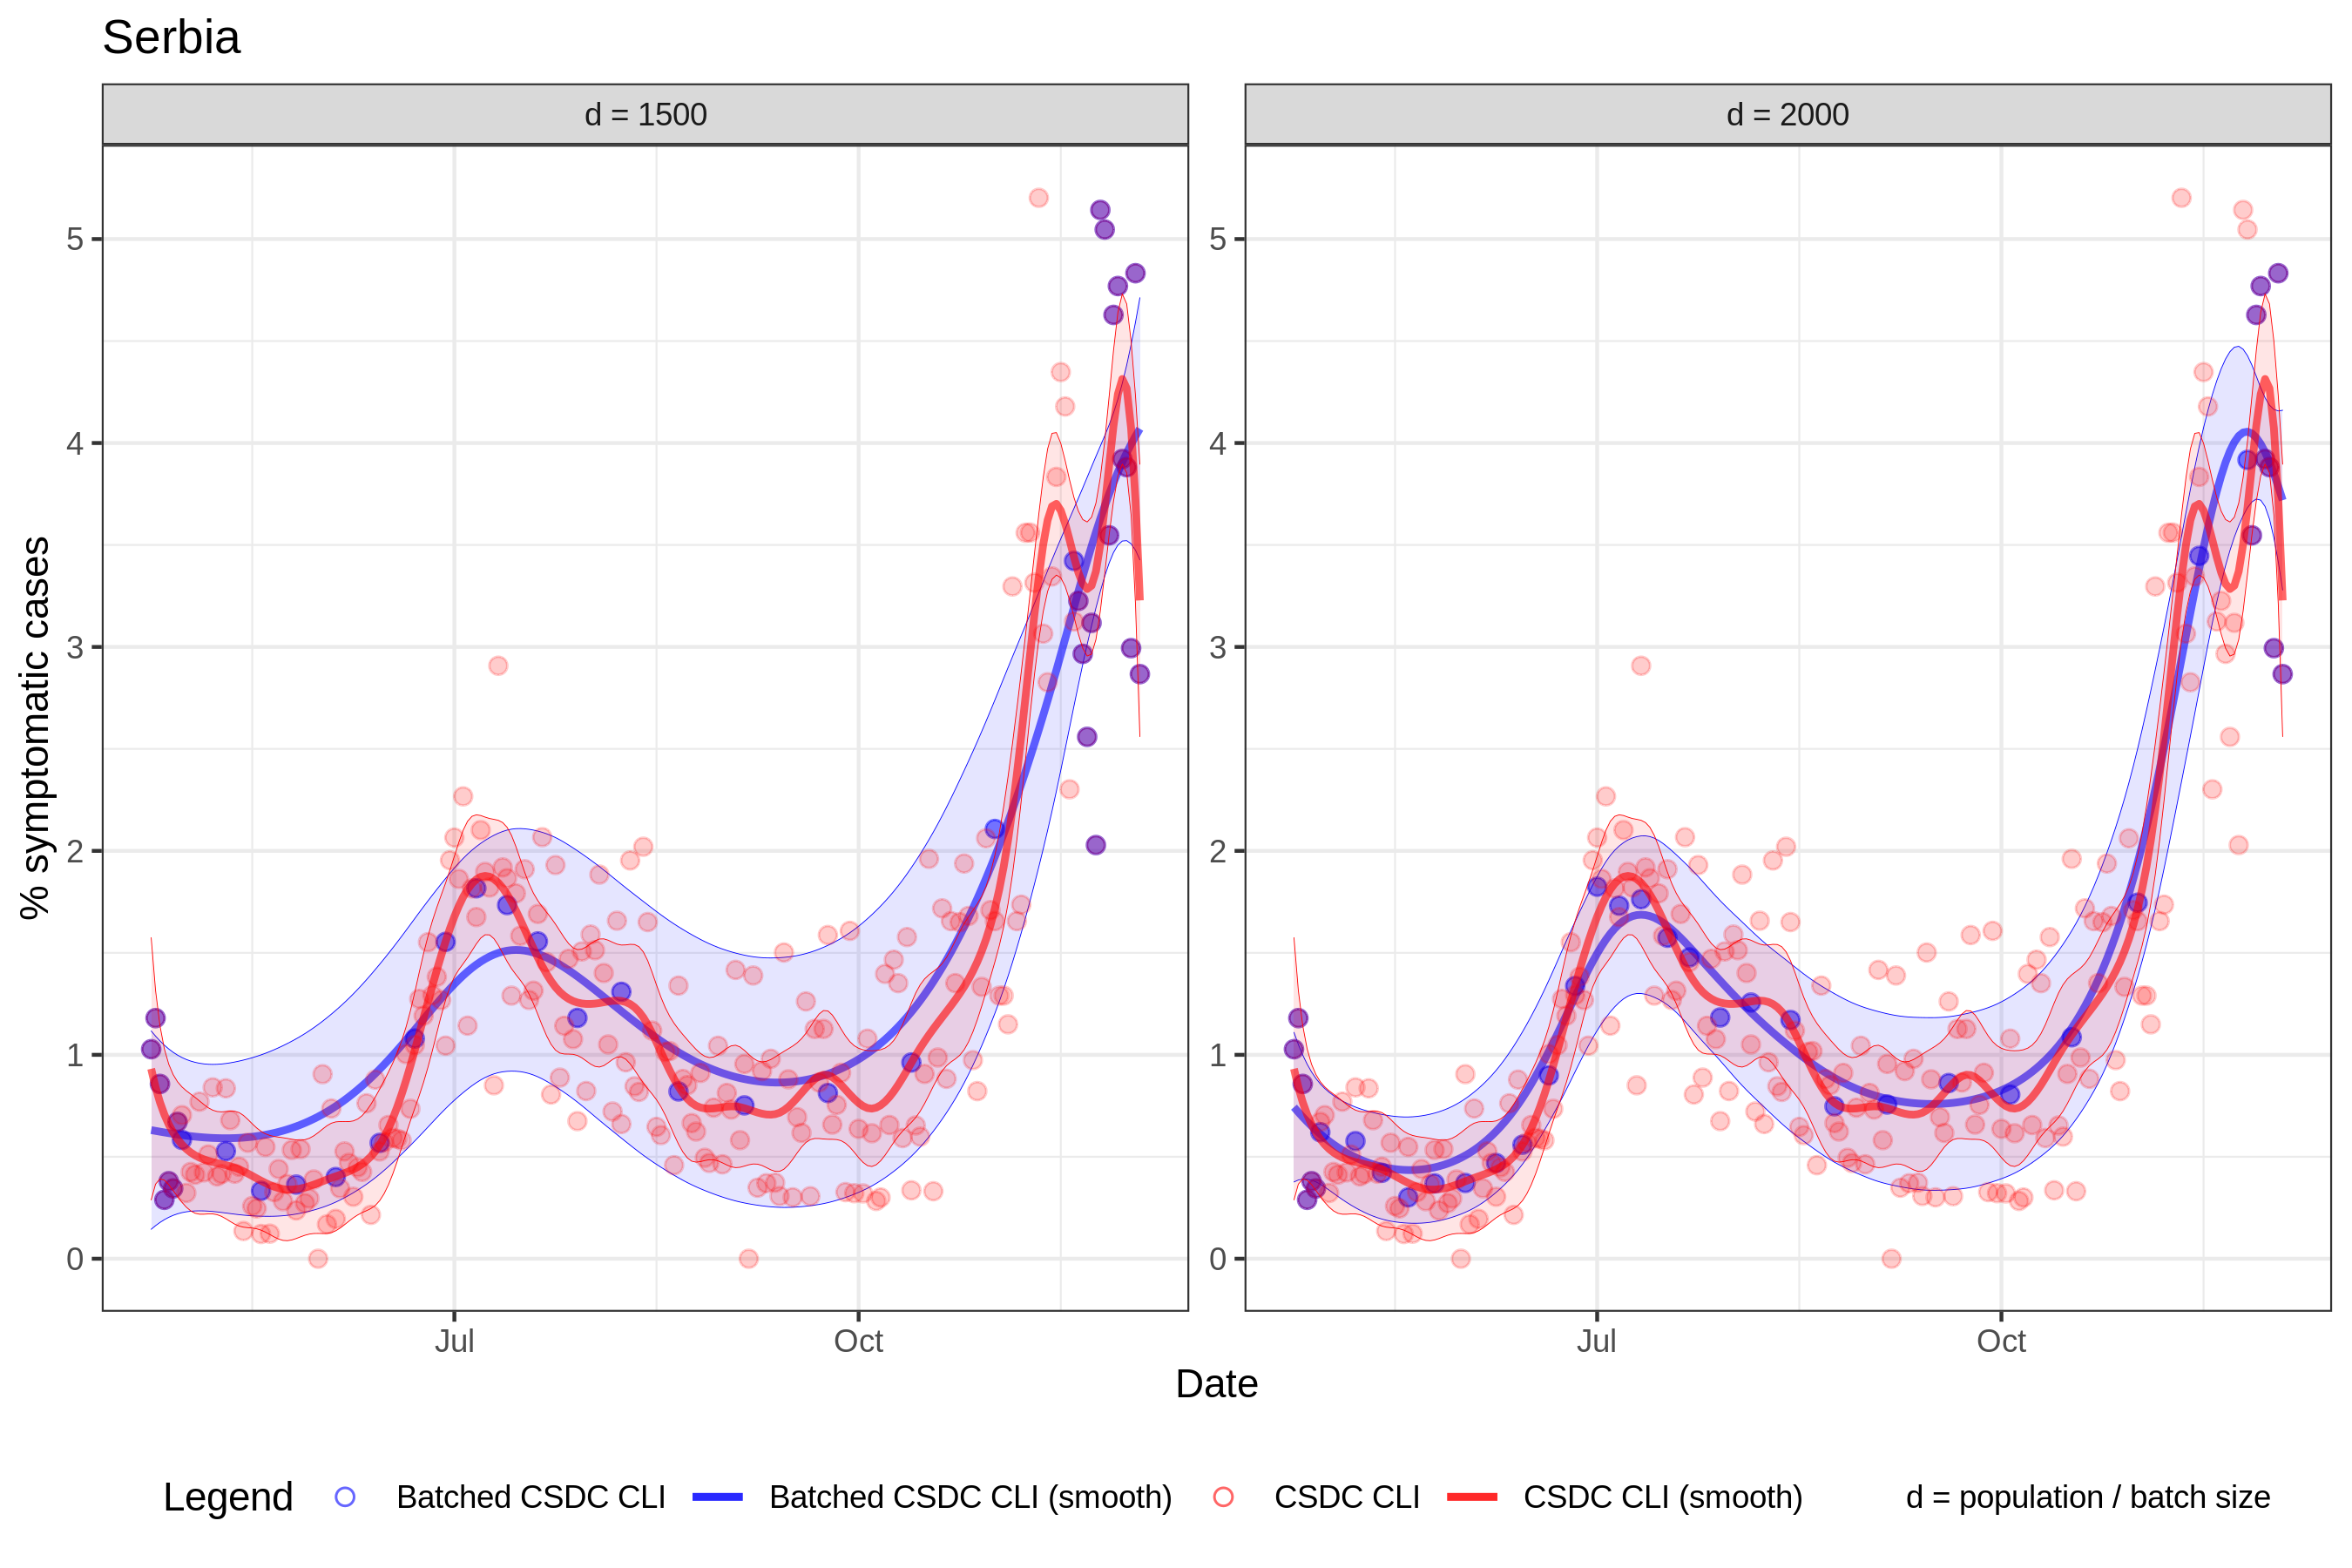 Serbia
d = 1500
d = 2000
% symptomatic cases
5
4
3
2
1
0
5
4
3
2
1
0
Jul
Oct
Jul
Oct
Date
Legend Batched CSDC CLI Batched CSDC CLI (smooth) CSDC CLI CSDC CLI (smooth) d = population / batch size